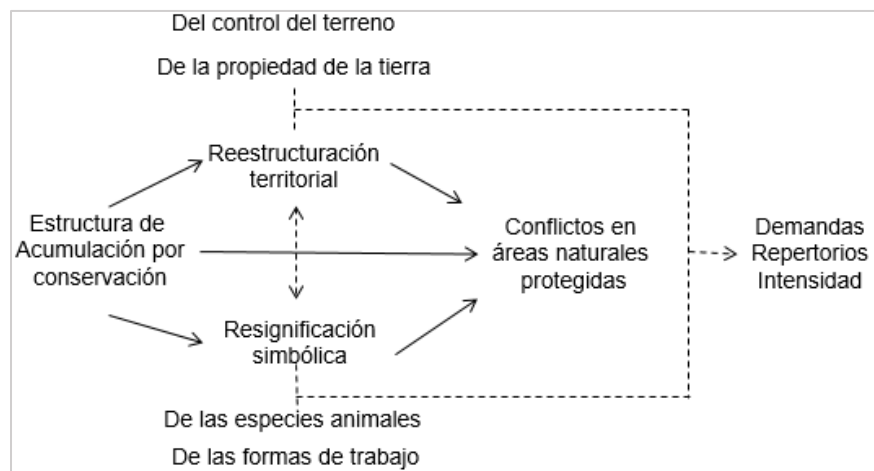 Del control del terreno
De la propiedad de la tierra
Reestructuración
territorial
Estructura de
Acumulación por
conservación
Conflictos en
áreas naturales
protegidas
Demandas
Repertorios
Intensidad
Resignificación
simbólica
De las especies animales
De las formas de trabajo